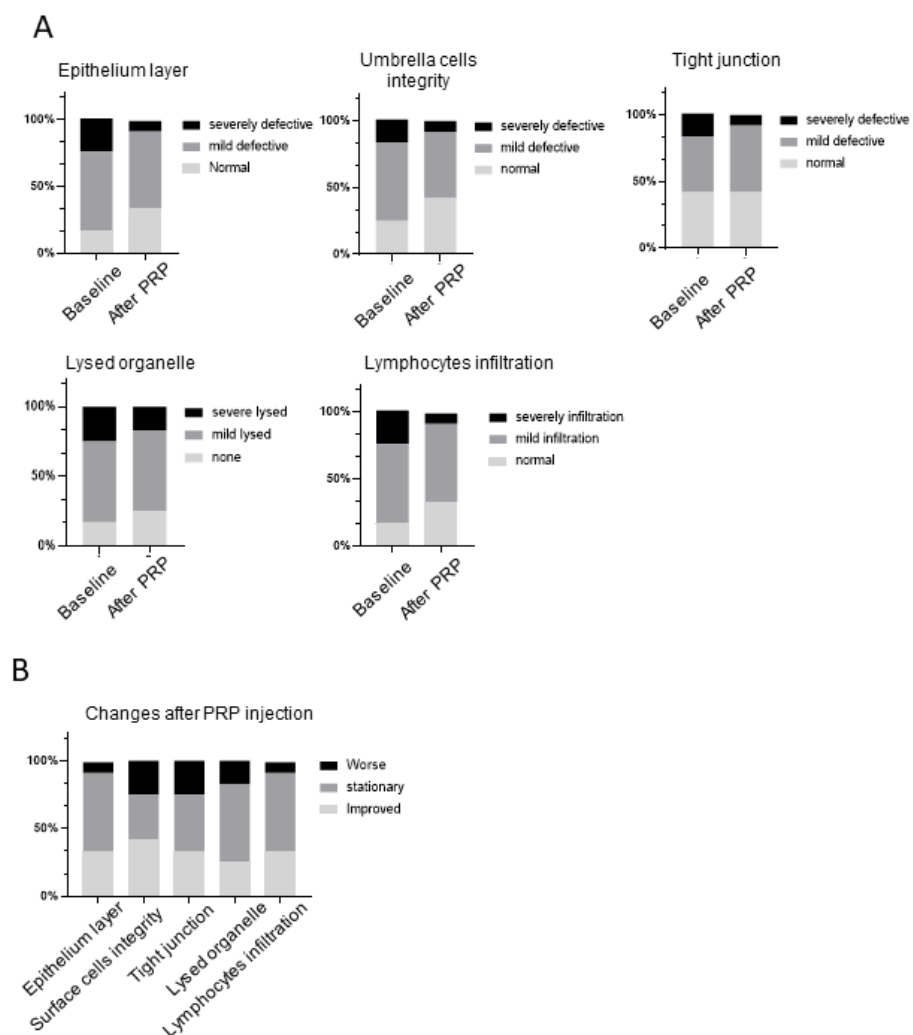 A
Epithelium layer
100%
50%
0%
severely defective
mild defective
Normal
Baseline
After PRP
Umbrella cells
integrity
100%
50%
0%
severely defective
mild defective
normal
Baseline
After PRP
Tight junction
100%
50%
0%
severely defective
mild defective
normal
Baseline
After PRP
Lysed organelle
100%
50%
0%
severe lysed
mild lysed
none
Baseline
After PRP
Lymphocytes infiltration
100%
50%
0%
severely infiltration
mild infiltration
normal
Baseline
After PRP
B
Changes after PRP injection
100%
50%
0%
Worse
stationary
Improved
Epithelium layer
Surface cells integrity
Tight junction
Lysed organelle
Lymphocytes infiltration